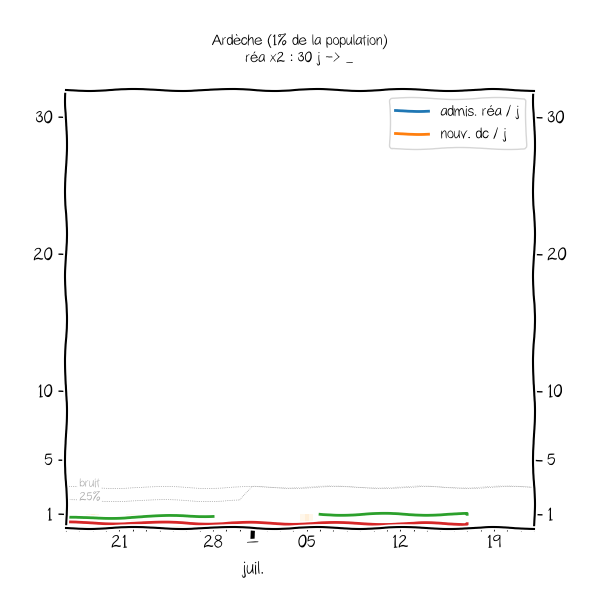 Ardèche (1% de la population)
réa x2 : 30 j -> _
admis. réa / j
nouv. dc / j
30
30
20
20
10
10
5
5
bruit
25%
1
1
21
28
05
12
19
juil.